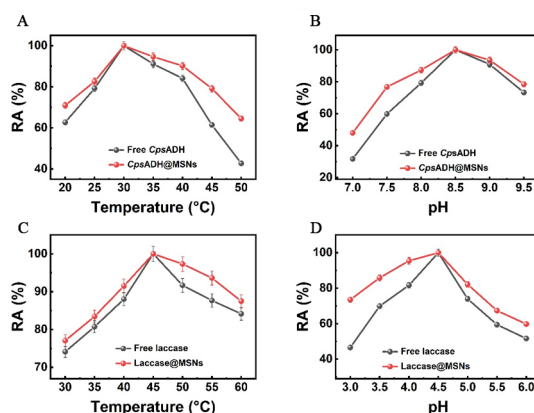 A
RA (%)
100
80
60
40
Free CpsADH
CpsADH@MSNs
20 25 30 35 40 45 50
Temperature (°C)
B
RA (%)
100
80
60
40
20
Free CpsADH
CpsADH@MSNs
7.0 7.5 8.0 8.5 9.0 9.5
pH
C
RA (%)
100
90
80
70
Free laccase
Laccase@MSNs
30 35 40 45 50 55 60
Temperature (°C)
D
RA (%)
100
80
60
40
Free laccase
Laccase@MSNs
3.0 3.5 4.0 4.5 5.0 5.5 6.0
pH